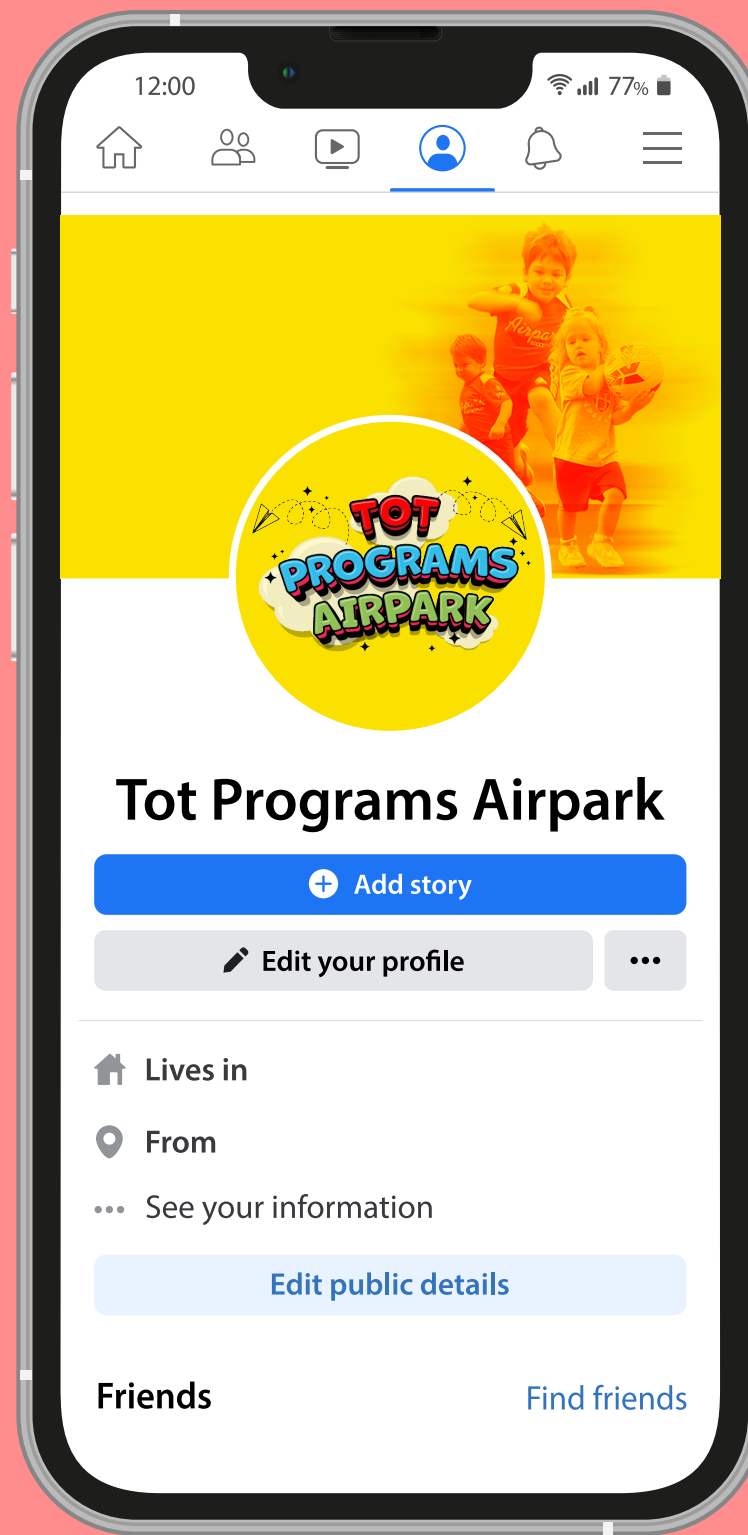 12:00
77%
Airpark
TOT
PROGRAMS
AIRPARK
Tot Programs Airpark
Add story
Edit your profile
Lives in
From
See your information
Edit public details
Friends
Find friends